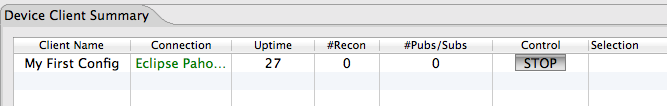 Device Client Summary
Client Name Connection Uptime #Recon #Pubs/Subs Control Selection
My First Config Eclipse Paho... 27 0 0 STOP